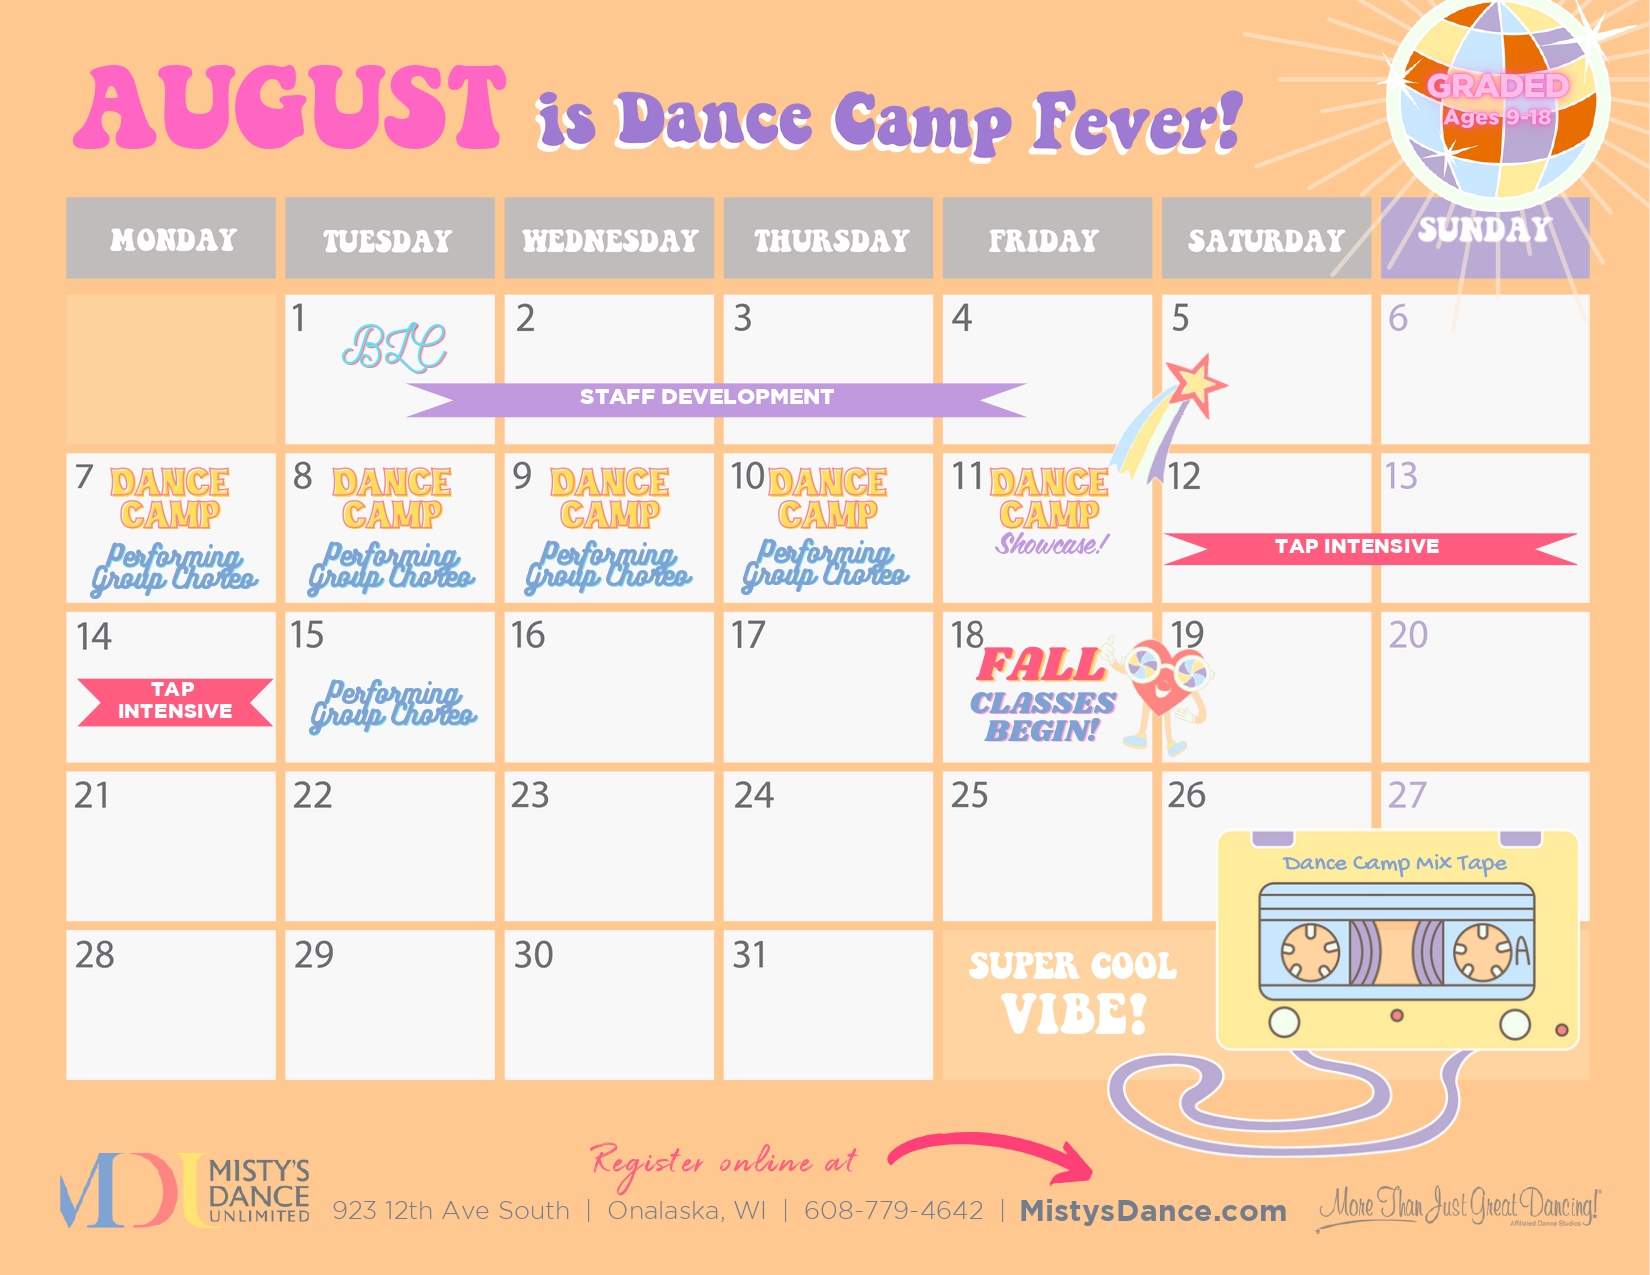 AUGUST is Dance Camp Fever!
GRADED
Ages 9-18
MONDAY
TUESDAY
WEDNESDAY
THURSDAY
FRIDAY
SATURDAY
SUNDAY
1
BLC
2
3
4
5
6
STAFF DEVELOPMENT
7
DANCE
CAMP
Performing
Group Choreo
8
DANCE
CAMP
Performing
Group Choreo
9
DANCE
CAMP
Performing
Group Choreo
10
DANCE
CAMP
Performing
Group Choreo
11
DANCE
CAMP
Showcase!
12
13
TAP INTENSIVE
14
TAP
INTENSIVE
15
Performing
Group Choreo
16
17
18
FALL
CLASSES
BEGIN!
19
20
21
22
23
24
25
26
27
Dance Camp Mix Tape
A
28
29
30
31
SUPER COOL
VIBE!
Register online at
MDU
MISTY'S
DANCE
UNLIMITED
923 12th Ave South | Onalaska, WI | 608-779-4642 | MistysDance.com
More Than Just Great Dancing!®
Affiliated Dance Studios